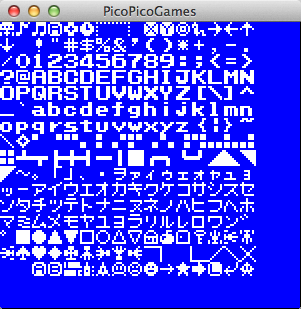 PicoPicoGames
♪
→←↑
↓ !"#$%&'()*+,-.
/0123456789:;<=>
?@ABCDEFGHIJKLMN
OPQRSTUVWXYZ[\]^
_`abcdefghijklmn
opqrstuvwxyz{|}~
。「」、・ヲァィゥェォャュョ
ッーアイウエオカキクケコサシスセ
ソタチツテトナニヌネノハヒフヘホ
マミムメモヤユヨラリルレロワン゛
゜■●▲▼□○△▽